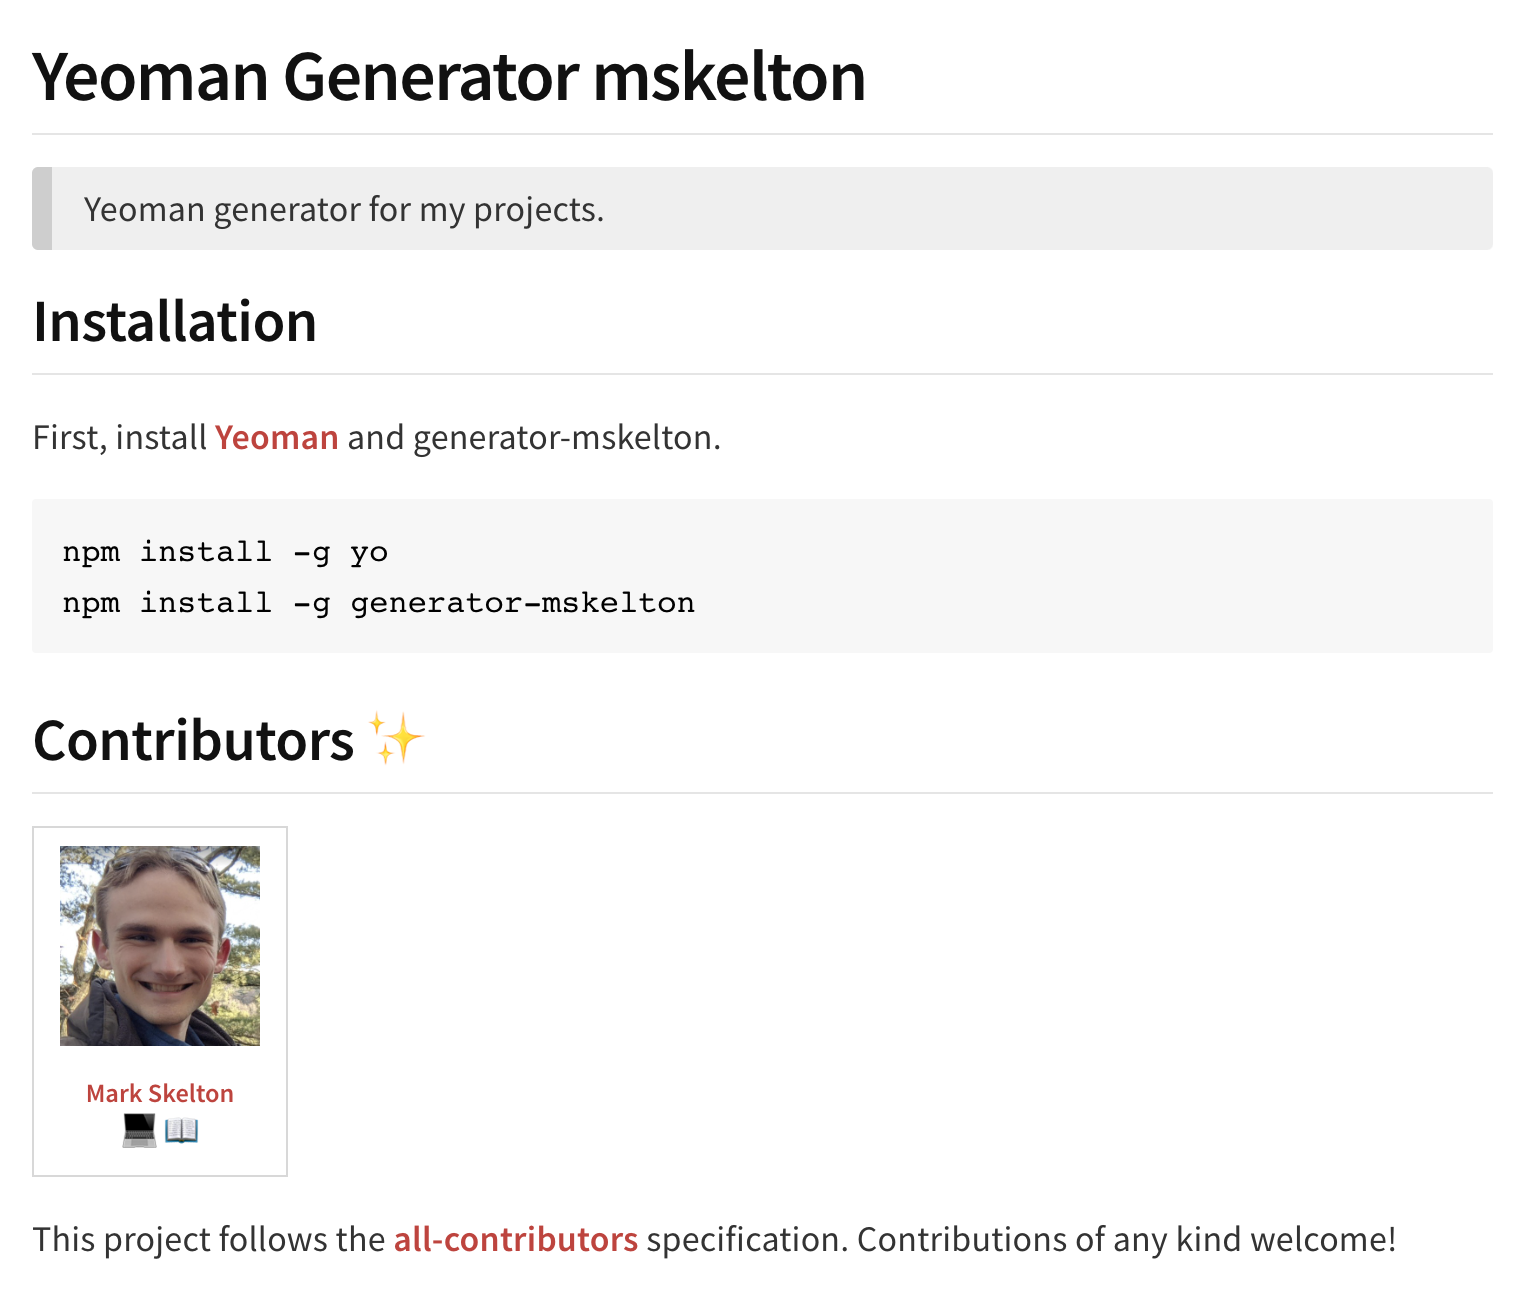 Yeoman Generator mskelton
Yeoman generator for my projects.
Installation
First, install Yeoman and generator-mskelton.
npm install -g yo
npm install -g generator-mskelton
Contributors ✨
Mark Skelton
💻 📖
This project follows the all-contributors specification. Contributions of any kind welcome!